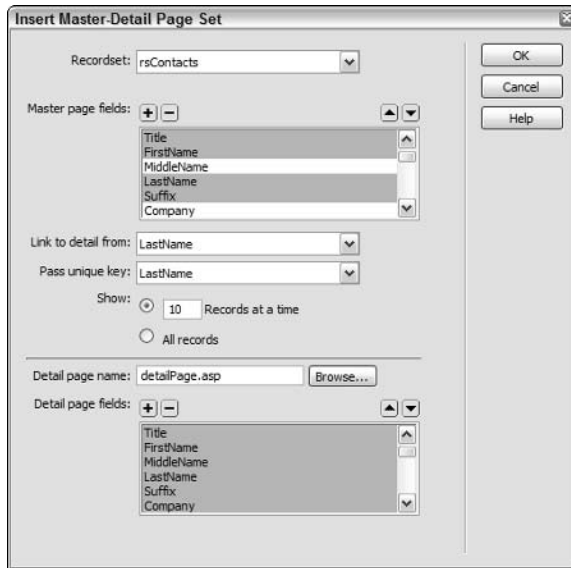 Insert Master-Detail Page Set
Recordset: rsContacts
OK
Cancel
Help
Master page fields:
Title
FirstName
MiddleName
LastName
Suffix
Company
Link to detail from: LastName
Pass unique key: LastName
Show: 10 Records at a time
All records
Detail page name: detailPage.asp Browse...
Detail page fields:
Title
FirstName
MiddleName
LastName
Suffix
Company